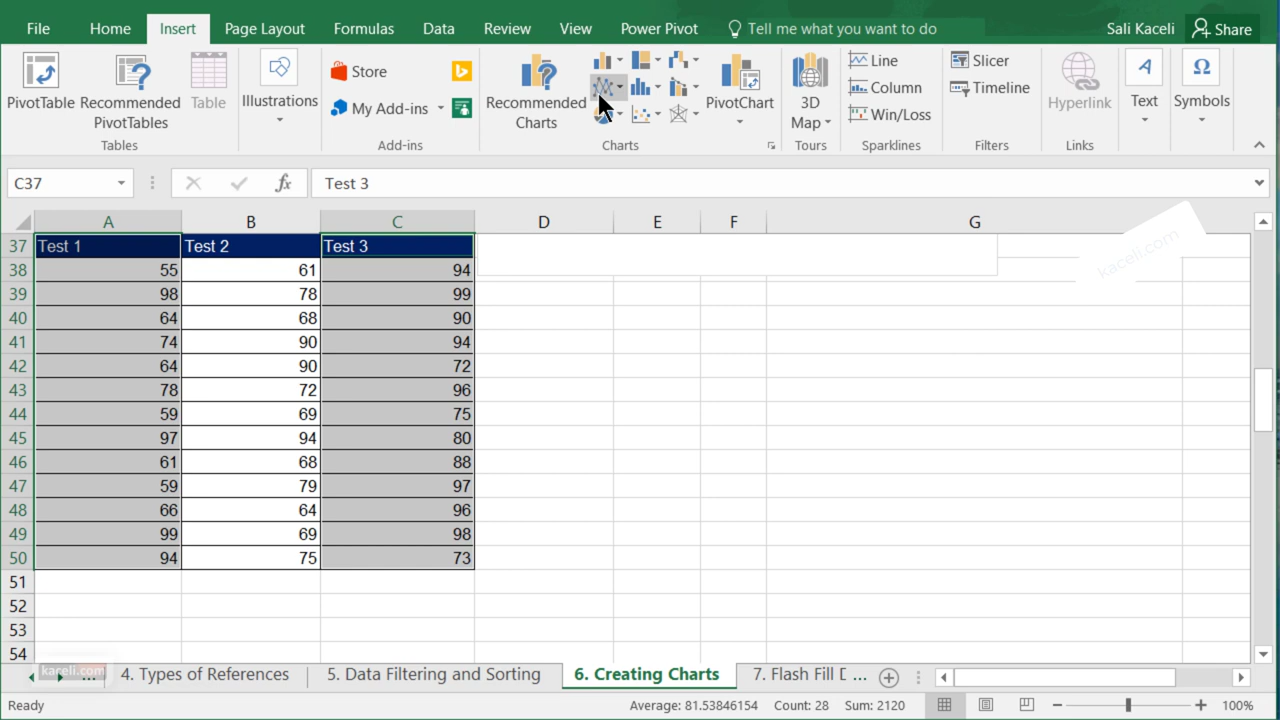 File Home Insert Page Layout Formulas Data Review View Power Pivot Tell me what you want to do Sali Kaceli Share
PivotTable Recommended PivotTables Table Illustrations
Store
My Add-ins
Recommended Charts
PivotChart
3D Map
Line
Column
Win/Loss
Slicer
Timeline
Hyperlink
Text
Symbols
Tables Add-ins Charts Tours Sparklines Filters Links
C37 fx Test 3
A B C D E F G
37 Test 1 Test 2 Test 3
38 55 61 94
39 98 78 99
40 64 68 90
41 74 90 94
42 64 90 72
43 78 72 96
44 59 69 75
45 97 94 80
46 61 68 88
47 59 79 97
48 66 64 96
49 99 69 98
50 94 75 73
51
52
53
54
kaceli.com
kaceli.com
... 4. Types of References 5. Data Filtering and Sorting 6. Creating Charts 7. Flash Fill D ...
Ready Average: 81.53846154 Count: 28 Sum: 2120 100%